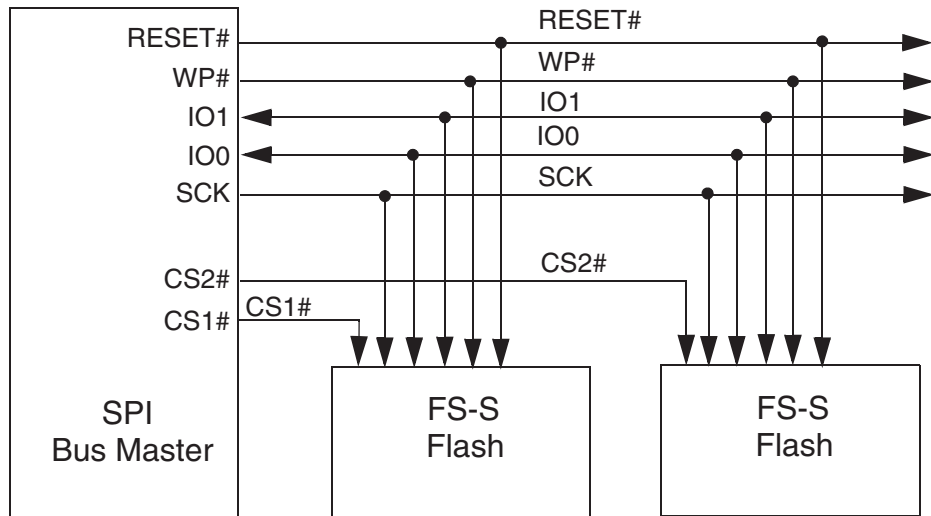 RESET#
RESET#
WP#
WP#
IO1
IO1
IO0
IO0
SCK
SCK
CS2#
CS2#
CS1#
CS1#
SPI
Bus Master
FS-S
Flash
FS-S
Flash